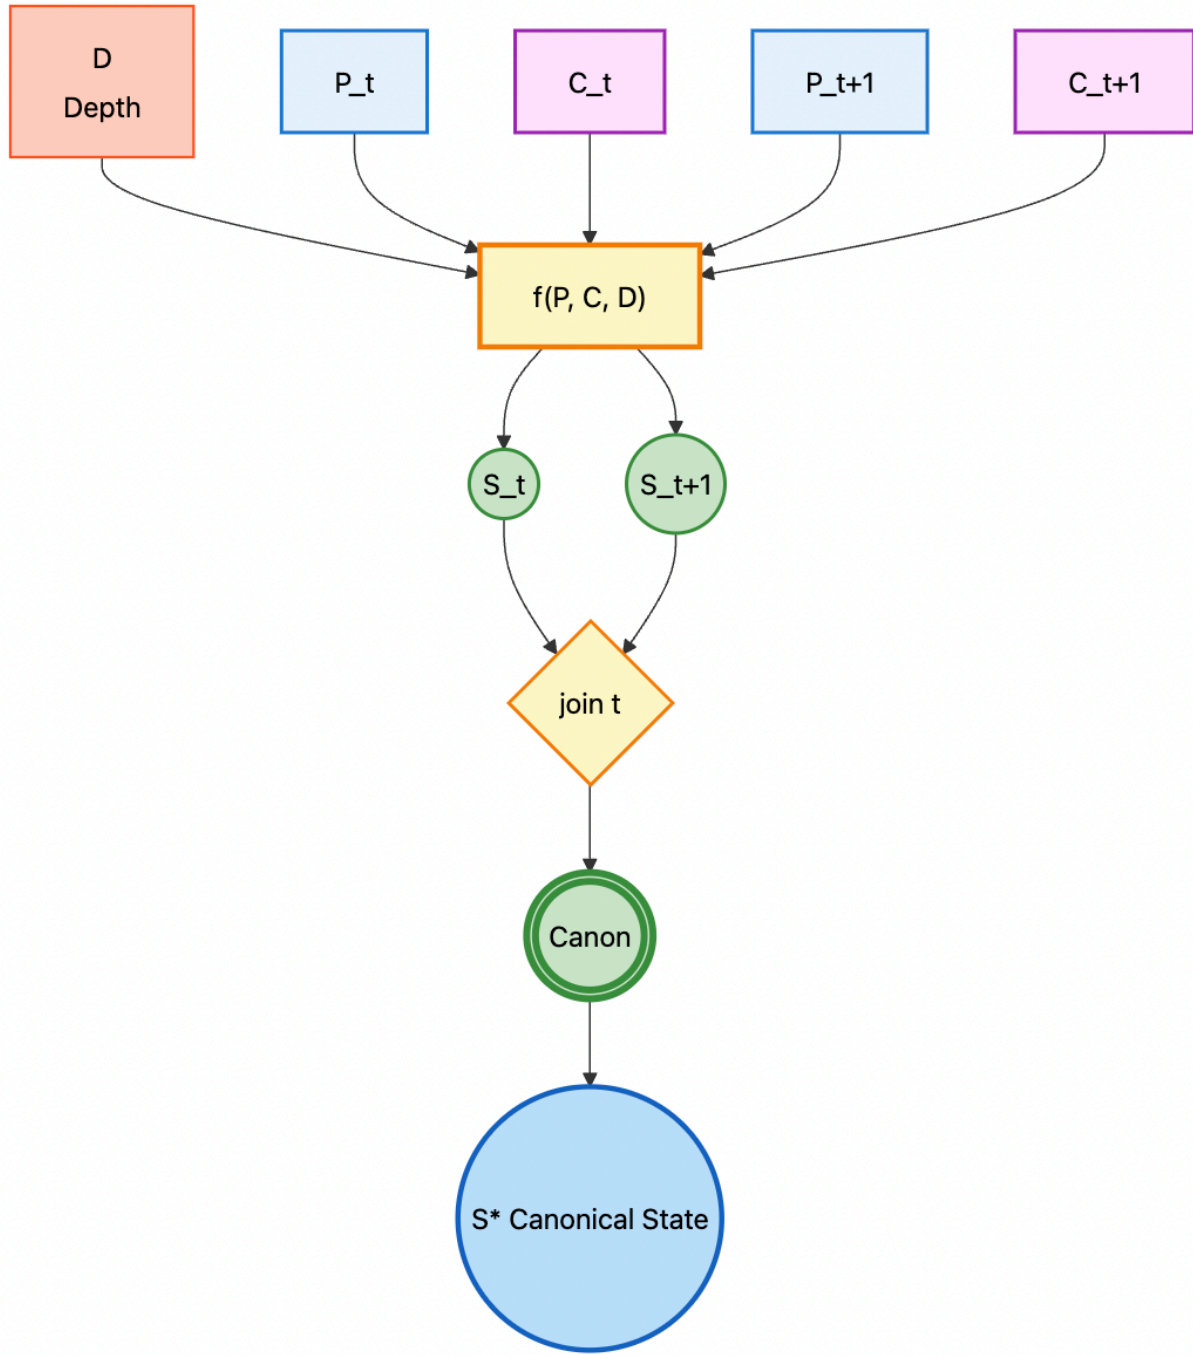 D
Depth
P_t
C_t
P_t+1
C_t+1
f(P, C, D)
S_t
S_t+1
join t
Canon
S* Canonical State